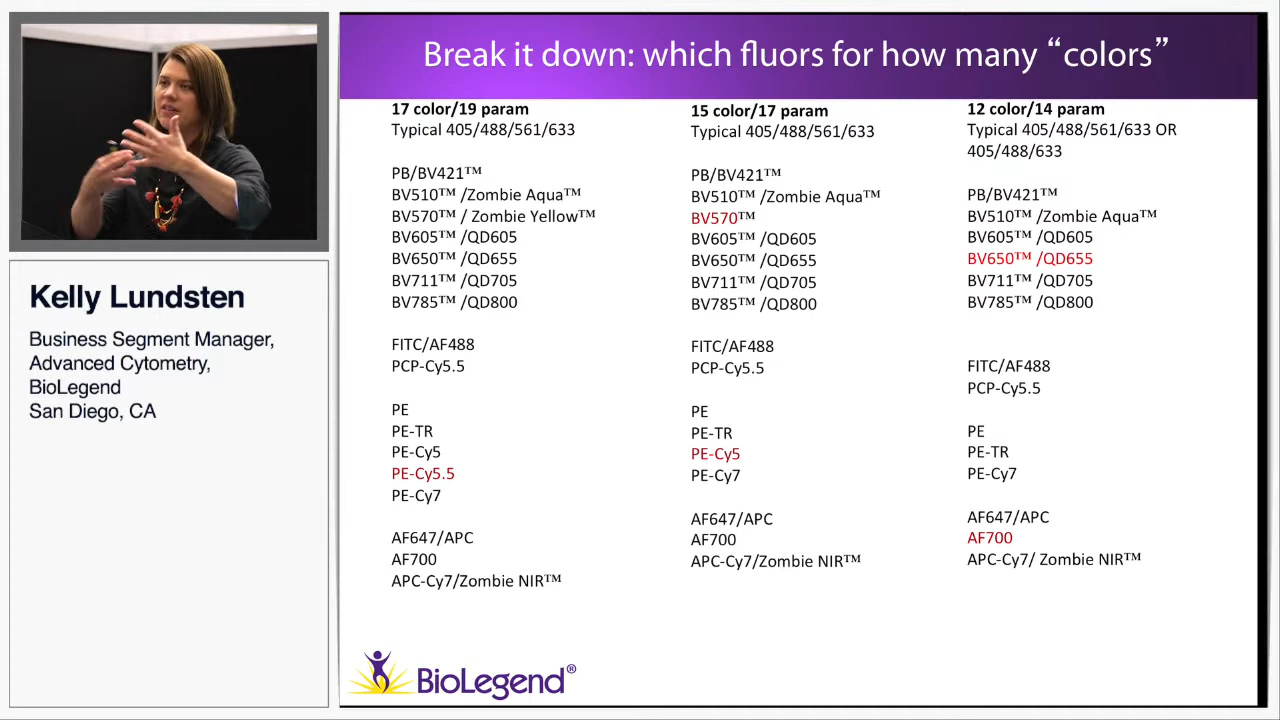 Break it down: which fluors for how many “colors”
Kelly Lundsten
Business Segment Manager,
Advanced Cytometry,
BioLegend
San Diego, CA
17 color/19 param
Typical 405/488/561/633
PB/BV421™
BV510™ /Zombie Aqua™
BV570™ / Zombie Yellow™
BV605™ /QD605
BV650™ /QD655
BV711™ /QD705
BV785™ /QD800
FITC/AF488
PCP-Cy5.5
PE
PE-TR
PE-Cy5
PE-Cy5.5
PE-Cy7
AF647/APC
AF700
APC-Cy7/Zombie NIR™
15 color/17 param
Typical 405/488/561/633
PB/BV421™
BV510™ /Zombie Aqua™
BV570™
BV605™ /QD605
BV650™ /QD655
BV711™ /QD705
BV785™ /QD800
FITC/AF488
PCP-Cy5.5
PE
PE-TR
PE-Cy5
PE-Cy7
AF647/APC
AF700
APC-Cy7/Zombie NIR™
12 color/14 param
Typical 405/488/561/633 OR
405/488/633
PB/BV421™
BV510™ /Zombie Aqua™
BV605™ /QD605
BV650™ /QD655
BV711™ /QD705
BV785™ /QD800
FITC/AF488
PCP-Cy5.5
PE
PE-TR
PE-Cy7
AF647/APC
AF700
APC-Cy7/ Zombie NIR™
BioLegend®